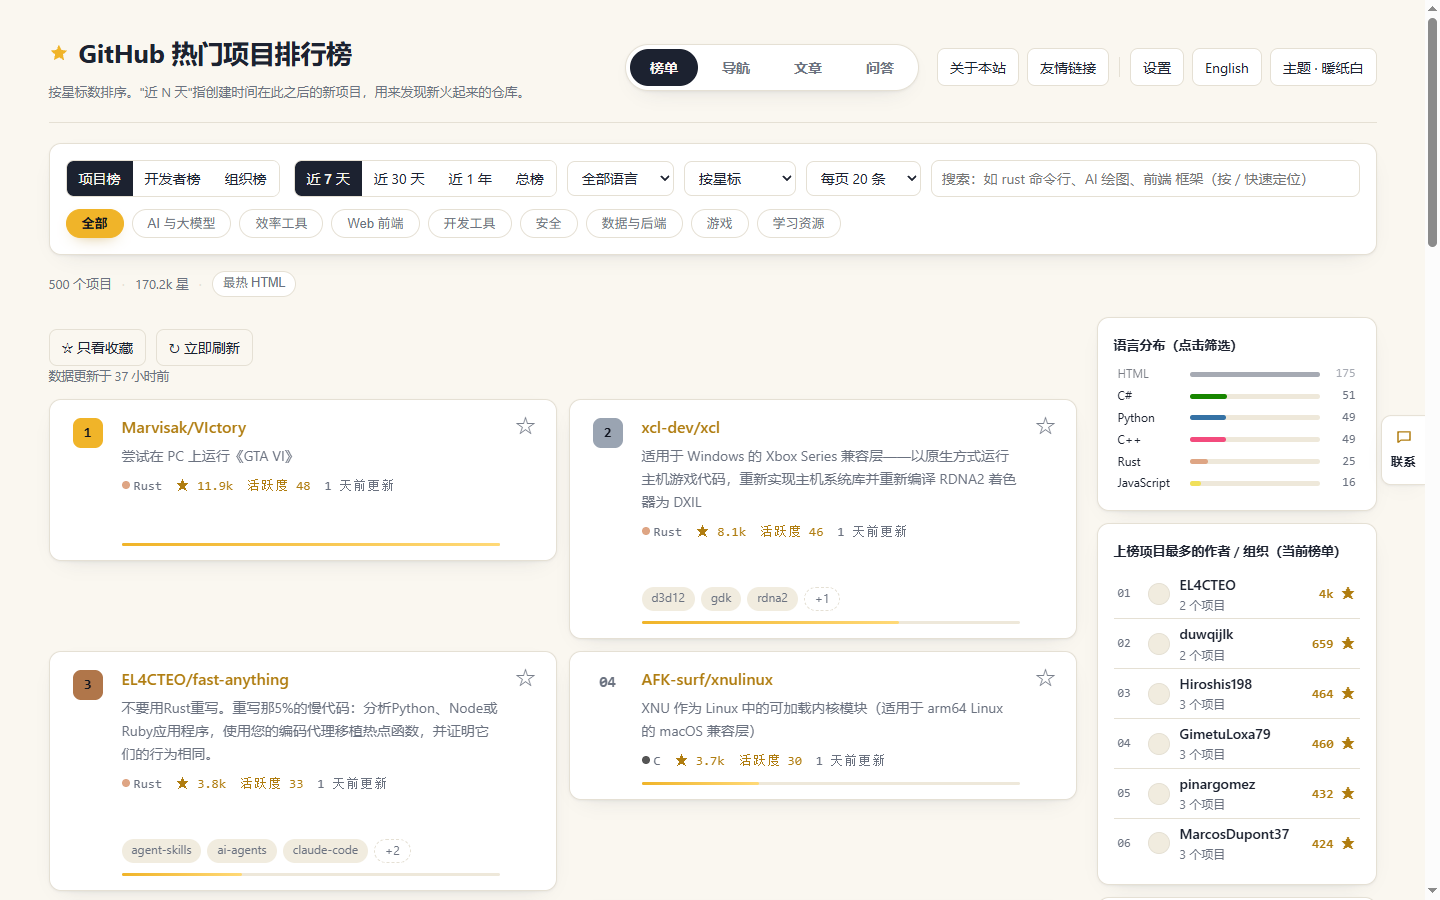 GitHub 热门项目排行榜
按星标数排序。"近 N 天"指创建时间在此之后的新项目，用来发现新火起来的仓库。
榜单 导航 文章 问答
关于本站 友情链接 设置 English 主题 · 暖纸白
项目榜 开发者榜 组织榜 近 7 天 近 30 天 近 1 年 总榜 全部语言 按星标 每页 20 条 搜索：如 rust 命令行、AI 绘图、前端 框架（按 / 快速定位）
全部 AI 与大模型 效率工具 Web 前端 开发工具 安全 数据与后端 游戏 学习资源
500 个项目 · 170.2k 星 · 最热 HTML
☆ 只看收藏 ↻ 立即刷新
数据更新于 37 小时前
1 Marvisak/VIctory
尝试在 PC 上运行《GTA VI》
Rust ★ 11.9k 活跃度 48 1 天前更新
2 xcl-dev/xcl
适用于 Windows 的 Xbox Series 兼容层——以原生方式运行
主机游戏代码，重新实现主机系统库并重新编译 RDNA2 着色
器为 DXIL
Rust ★ 8.1k 活跃度 46 1 天前更新
d3d12 gdk rdna2 +1
3 EL4CTEO/fast-anything
不要用Rust重写。重写那5%的慢代码：分析Python、Node或
Ruby应用程序，使用您的编码代理移植热点函数，并证明它
们的行为相同。
Rust ★ 3.8k 活跃度 33 1 天前更新
agent-skills ai-agents claude-code +2
04 AFK-surf/xnulinux
XNU 作为 Linux 中的可加载内核模块（适用于 arm64 Linux
的 macOS 兼容层）
C ★ 3.7k 活跃度 30 1 天前更新
语言分布（点击筛选）
HTML 175
C# 51
Python 49
C++ 49
Rust 25
JavaScript 16
上榜项目最多的作者 / 组织（当前榜单）
01 EL4CTEO 4k ★
2 个项目
02 duwqijlk 659 ★
2 个项目
03 Hiroshis198 464 ★
3 个项目
04 GimetuLoxa79 460 ★
3 个项目
05 pinargomez 432 ★
3 个项目
06 MarcosDupont37 424 ★
3 个项目
联系